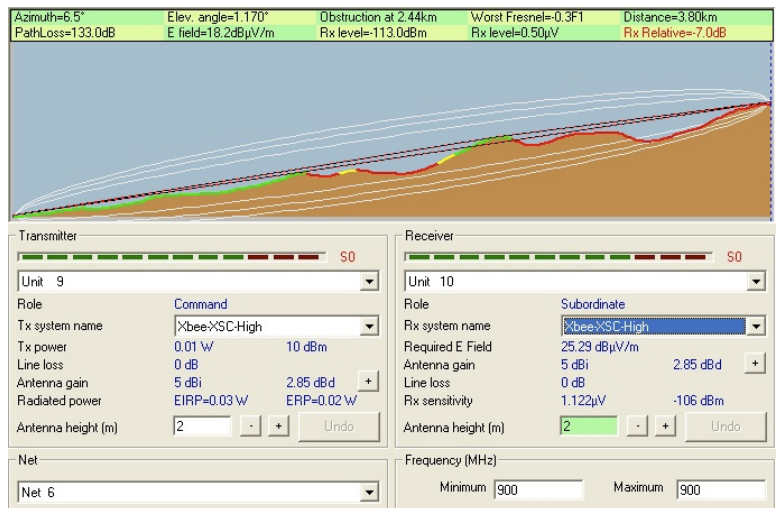 Azimuth=6.5° Elev. angle=1.170° Obstruction at 2.44km Worst Fresnel=-0.3F1 Distance=3.80km
PathLoss=133.0dB E field=18.2dBµV/m Rx level=-113.0dBm Rx level=0.50µV Rx Relative=-7.0dB
Transmitter
S0
Unit 9
Role Command
Tx system name Xbee-XSC-High
Tx power 0.01 W 10 dBm
Line loss 0 dB
Antenna gain 5 dBi 2.85 dBd +
Radiated power EIRP=0.03 W ERP=0.02 W
Antenna height (m) 2 - + Undo
Receiver
S0
Unit 10
Role Subordinate
Rx system name Xbee-XSC-High
Required E Field 25.29 dBµV/m
Antenna gain 5 dBi 2.85 dBd +
Line loss 0 dB
Rx sensitivity 1.122µV -106 dBm
Antenna height (m) 2 - + Undo
Net
Net 6
Frequency (MHz)
Minimum 900 Maximum 900